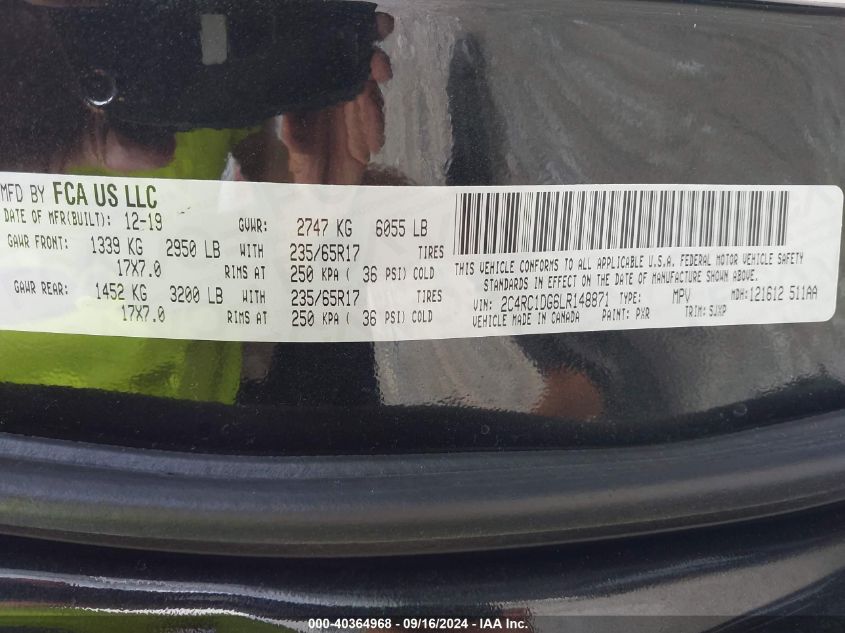 MFD BY FCA US LLC
DATE OF MFR(BUILT): 12-19 GVWR: 2747 KG 6055 LB
GAWR FRONT: 1339 KG 2950 LB WITH 235/65R17 TIRES
17X7.0 RIMS AT 250 KPA ( 36 PSI) COLD
GAWR REAR: 1452 KG 3200 LB WITH 235/65R17 TIRES
17X7.0 RIMS AT 250 KPA ( 36 PSI) COLD
THIS VEHICLE CONFORMS TO ALL APPLICABLE U.S.A. FEDERAL MOTOR VEHICLE SAFETY
STANDARDS IN EFFECT ON THE DATE OF MANUFACTURE SHOWN ABOVE.
VIN: 2C4RC1DG6LR148871 TYPE: MPV MDH: 121612 511AA
VEHICLE MADE IN CANADA PAINT: PXR TRIM: SJXP
000-40364968 - 09/16/2024 - IAA Inc.